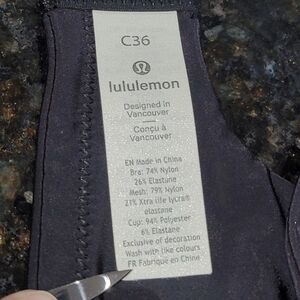 C36
lululemon
Designed in
Vancouver
Conçu à
Vancouver
EN Made in China
Bra: 74% Nylon
26% Elastane
Mesh: 79% Nylon
21% Xtra life lycra®
elastane
Cup: 94% Polyester
6% Elastane
Exclusive of decoration
Wash with like colours
FR Fabriqué en Chine